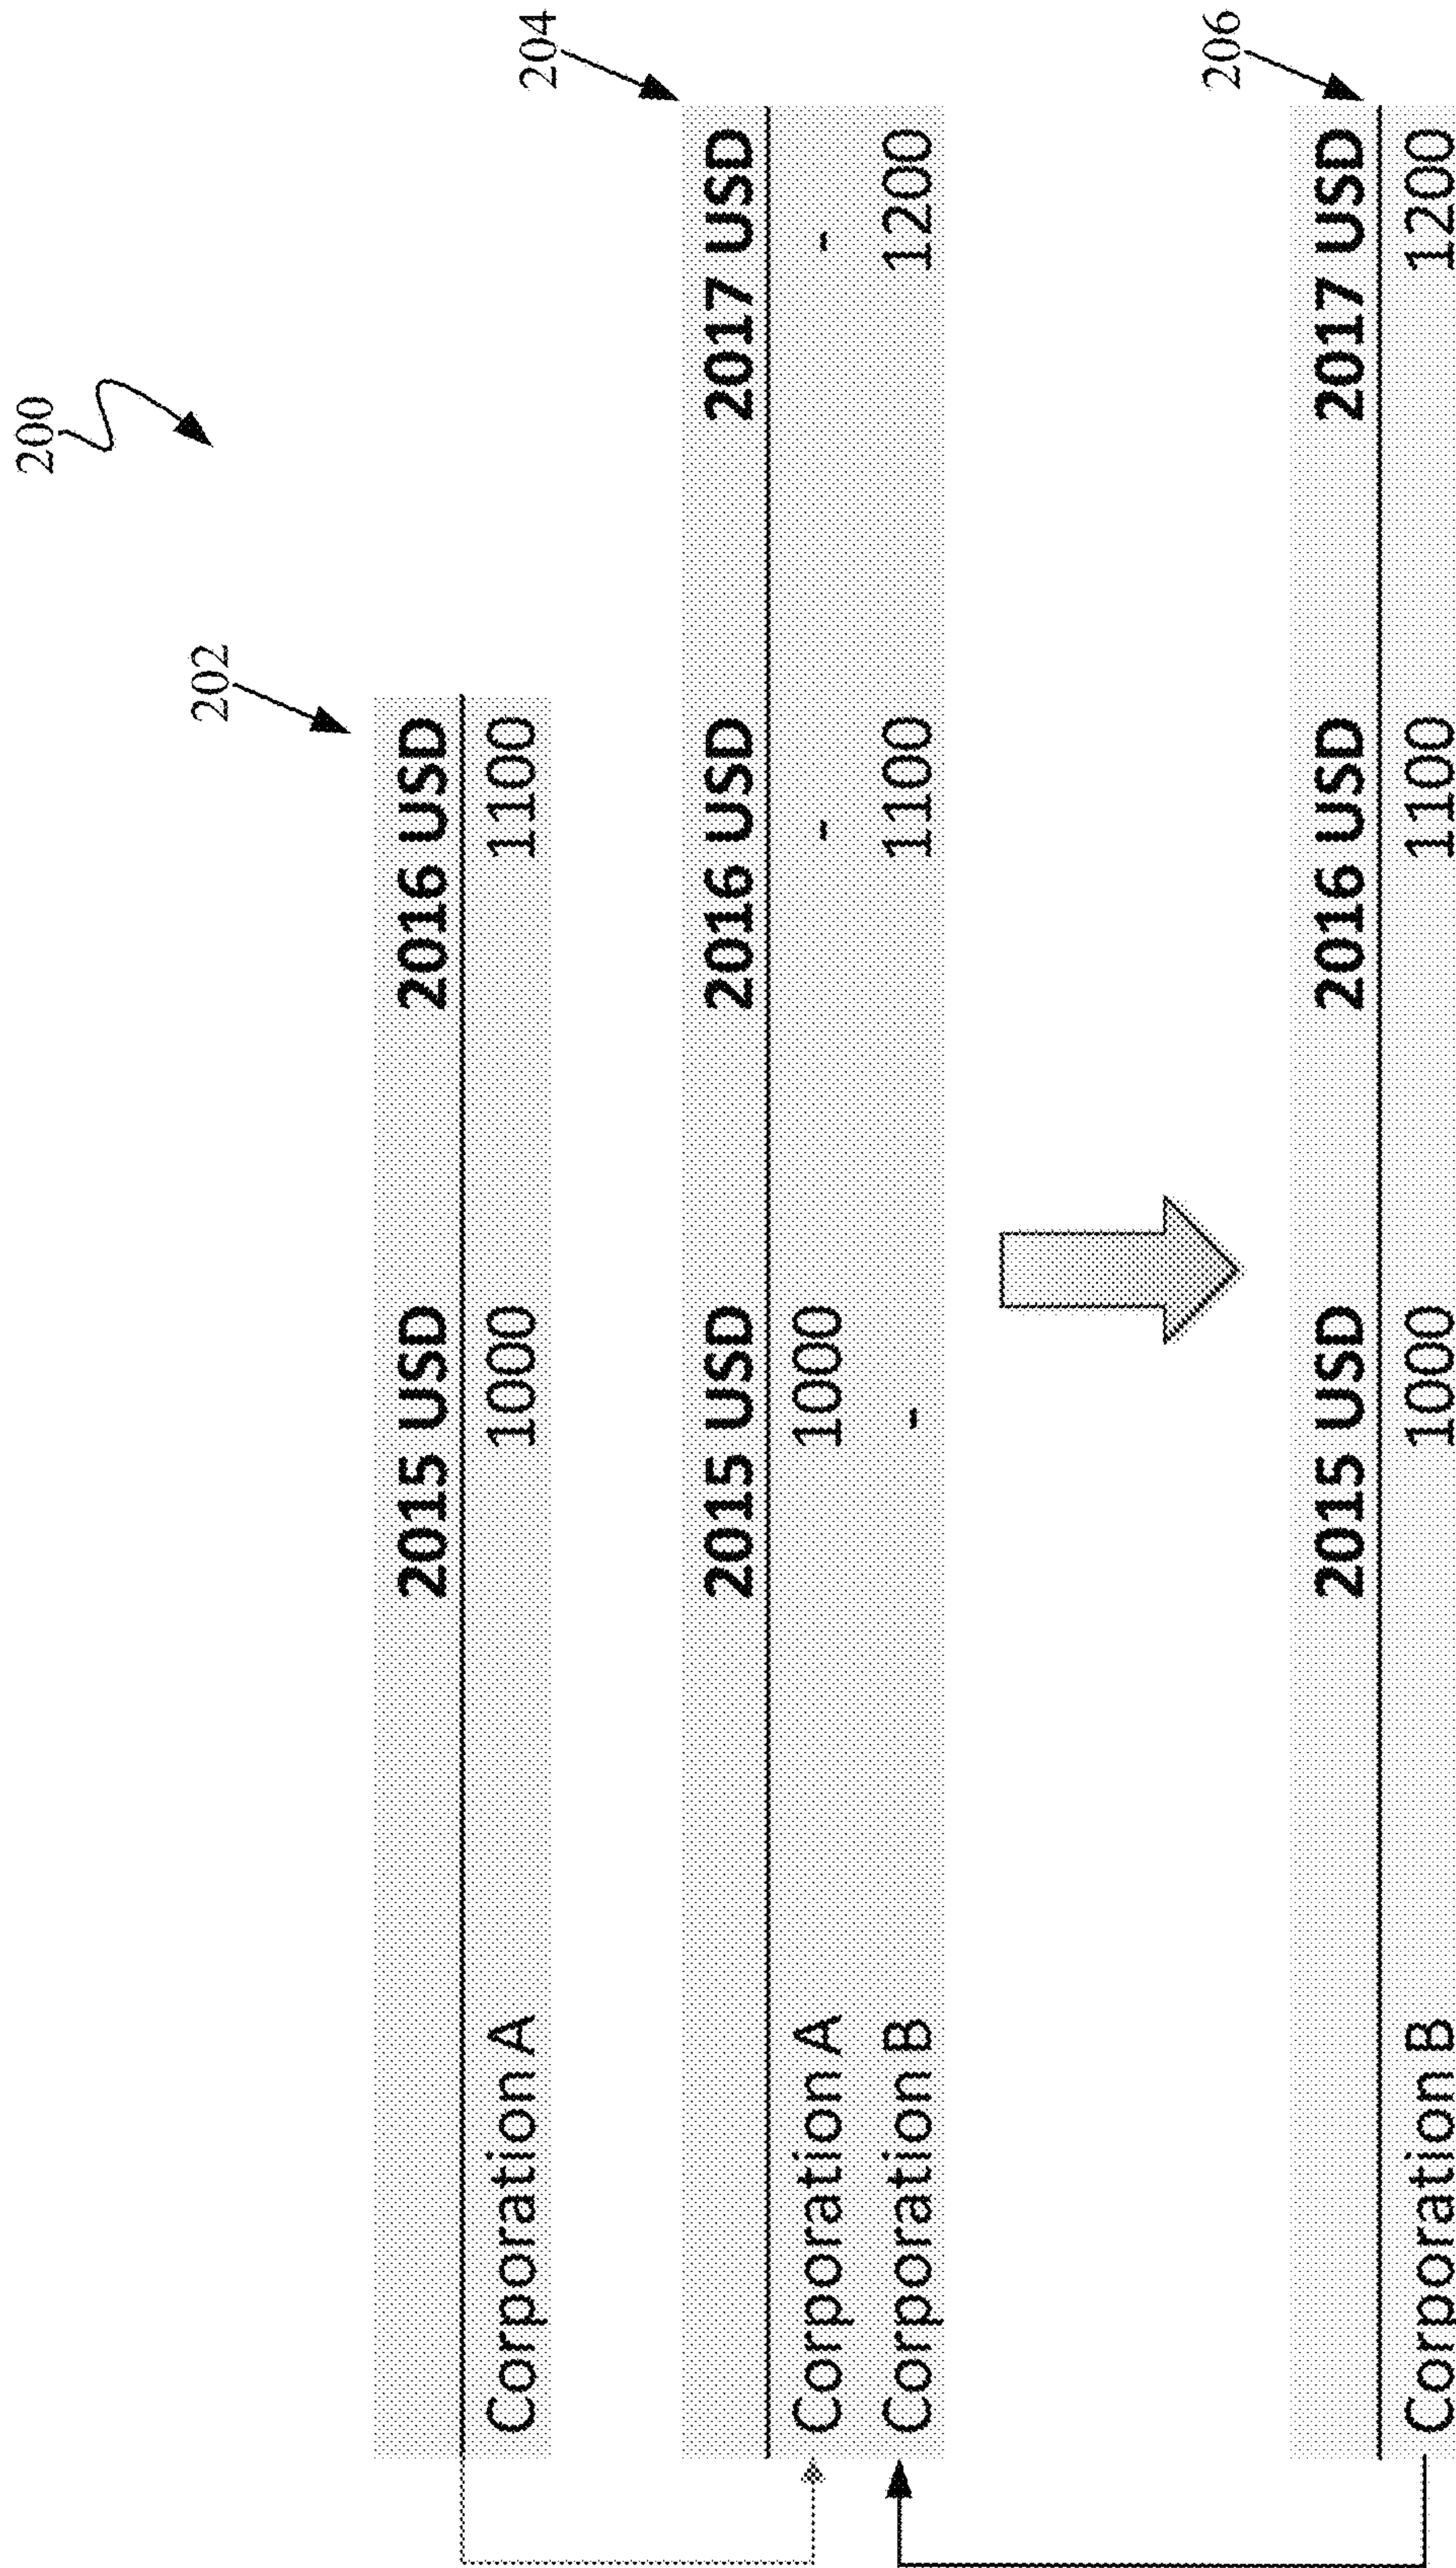 200
202
2015 USD 2016 USD
Corporation A 1000 1100
204
2015 USD 2016 USD 2017 USD
Corporation A 1000 - -
Corporation B - 1100 1200
206
2015 USD 2016 USD 2017 USD
Corporation B 1000 1100 1200